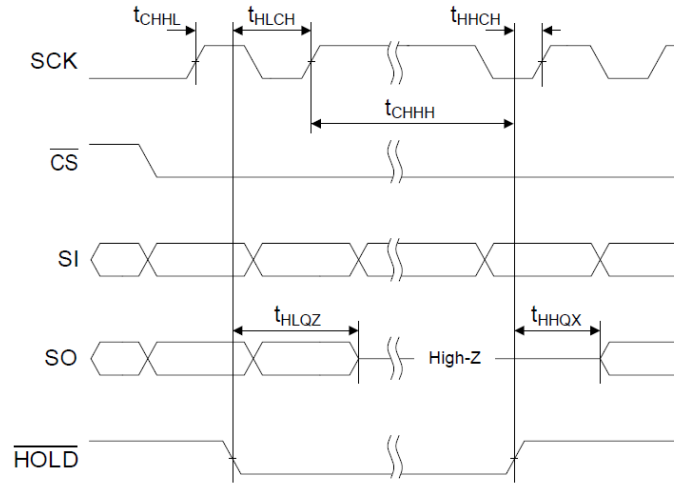 tCHHL tHLCH tHHCH
SCK
tCHHH
CS
SI
tHLQZ tHHQX
SO High-Z
HOLD